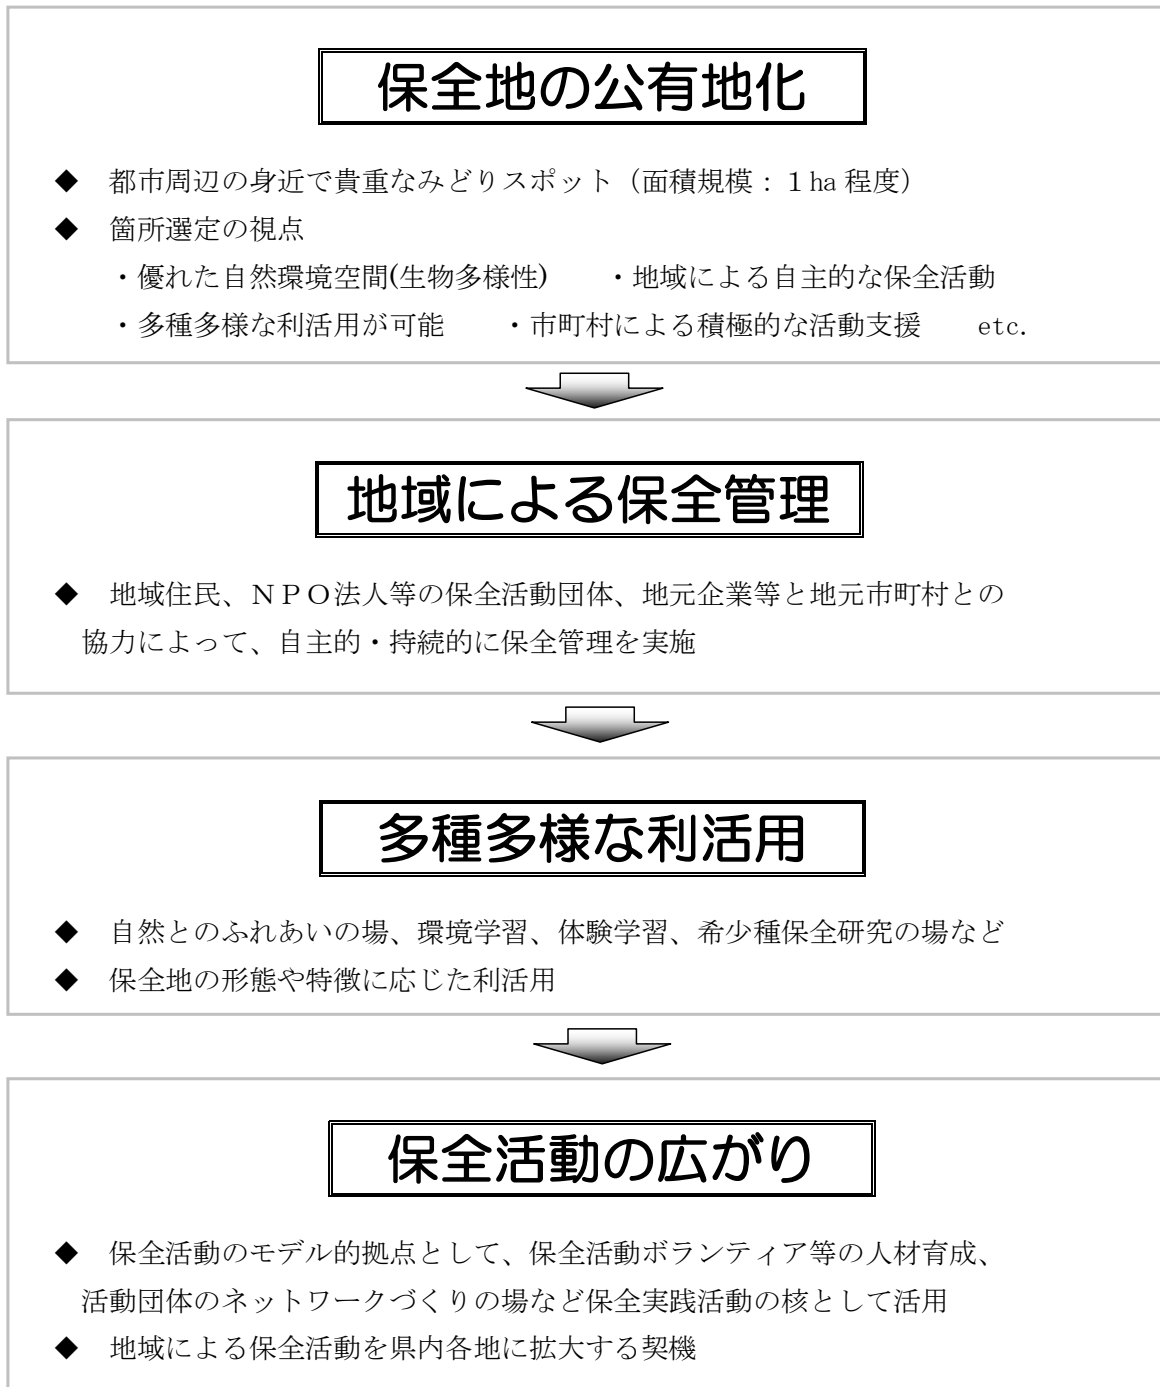 保全地の公有地化
◆　都市周辺の身近で貴重なみどりスポット（面積規模：１ha 程度）
◆　箇所選定の視点
・優れた自然環境空間(生物多様性)　　・地域による自主的な保全活動
・多種多様な利活用が可能　　・市町村による積極的な活動支援　　etc.
地域による保全管理
◆　地域住民、ＮＰＯ法人等の保全活動団体、地元企業等と地元市町村との
協力によって、自主的・持続的に保全管理を実施
多種多様な利活用
◆　自然とのふれあいの場、環境学習、体験学習、希少種保全研究の場など
◆　保全地の形態や特徴に応じた利活用
保全活動の広がり
◆　保全活動のモデル的拠点として、保全活動ボランティア等の人材育成、
活動団体のネットワークづくりの場など保全実践活動の核として活用
◆　地域による保全活動を県内各地に拡大する契機